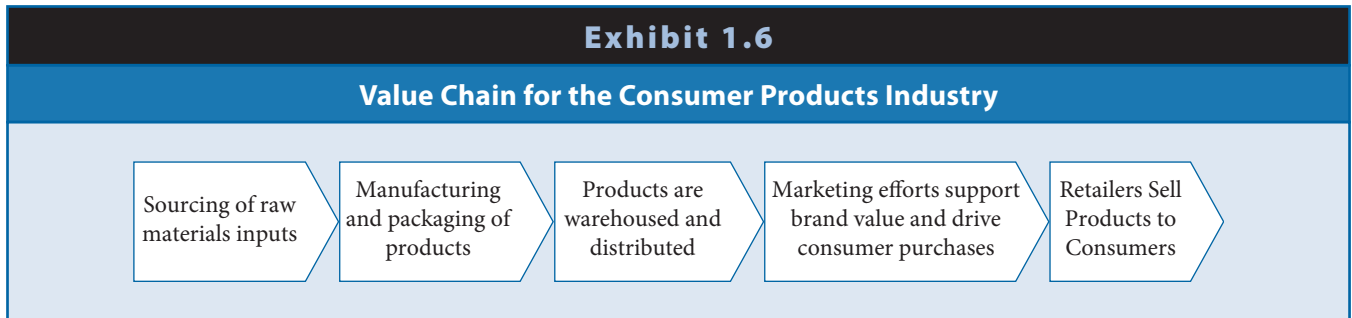 Exhibit 1.6
Value Chain for the Consumer Products Industry
Sourcing of raw
materials inputs
Manufacturing
and packaging of
products
Products are
warehoused and
distributed
Marketing efforts support
brand value and drive
consumer purchases
Retailers Sell
Products to
Consumers